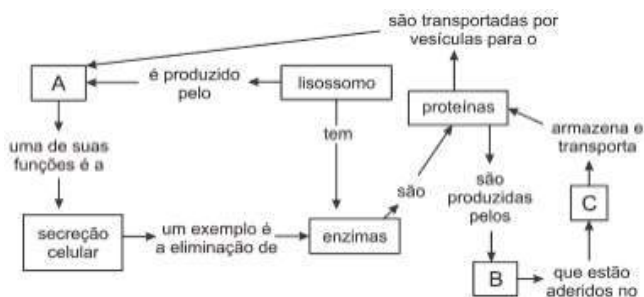 são transportadas por
vesículas para o
A
é produzido
pelo
lisossomo
proteínas
armazena e
transporta
uma de suas
funções é a
tem
são
são
produzidas
pelos
C
secreção
celular
um exemplo é
a eliminação de
enzimas
B
que estão
aderidos no